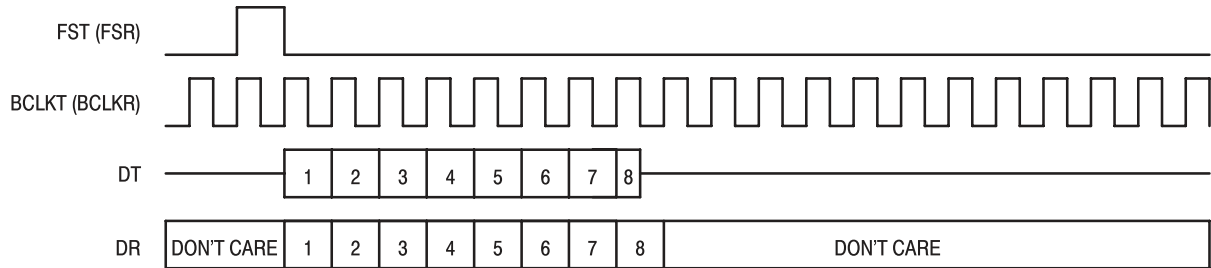 FST (FSR)
BCLKT (BCLKR)
DT 1 2 3 4 5 6 7 8
DR DON'T CARE 1 2 3 4 5 6 7 8 DON'T CARE